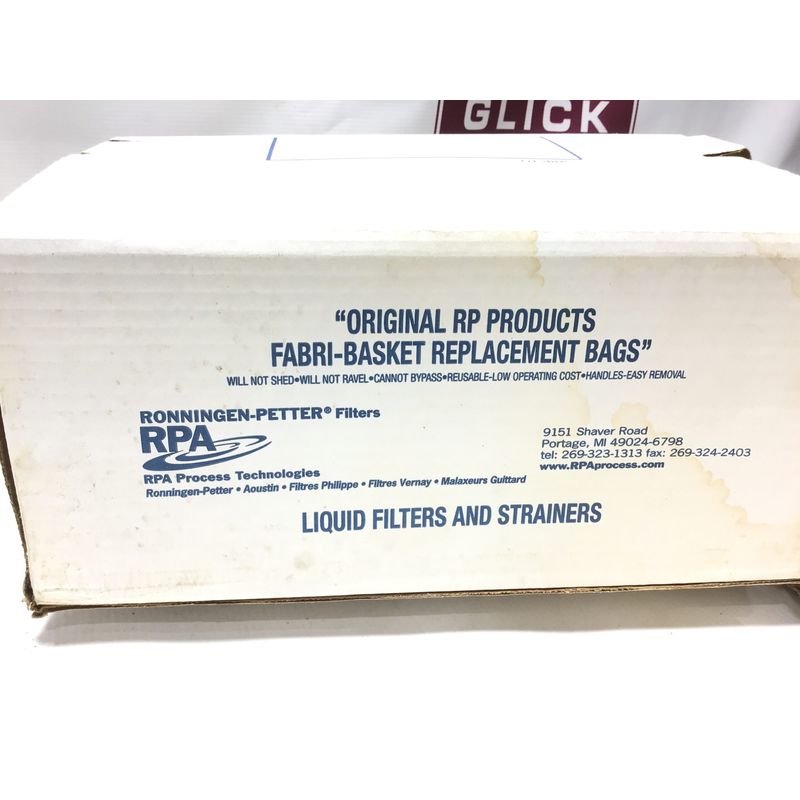 GLICK
“ORIGINAL RP PRODUCTS
FABRI-BASKET REPLACEMENT BAGS”
WILL NOT SHED•WILL NOT RAVEL•CANNOT BYPASS•REUSABLE-LOW OPERATING COST•HANDLES-EASY REMOVAL
RONNINGEN-PETTER® Filters
RPA
RPA Process Technologies
Ronningen-Petter • Aoustin • Filtres Philippe • Filtres Vernay • Malaxeurs Guittard
9151 Shaver Road
Portage, MI 49024-6798
tel: 269-323-1313 fax: 269-324-2403
www.RPAprocess.com
LIQUID FILTERS AND STRAINERS